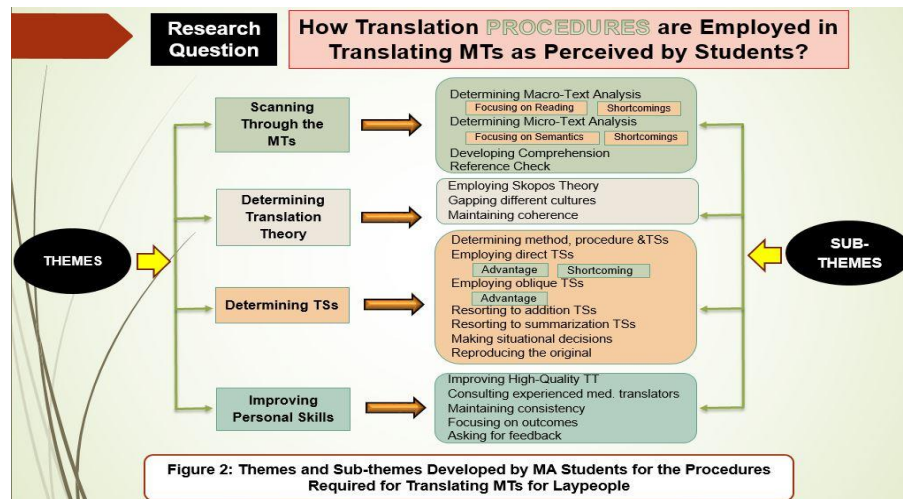 Research
Question
How Translation PROCEDURES are Employed in
Translating MTs as Perceived by Students?
THEMES
Scanning
Through the
MTs
Determining Macro-Text Analysis
Focusing on Reading
Shortcomings
Determining Micro-Text Analysis
Focusing on Semantics
Shortcomings
Developing Comprehension
Reference Check
Determining
Translation
Theory
Employing Skopos Theory
Gapping different cultures
Maintaining coherence
Determining TSs
Determining method, procedure &TSs
Employing direct TSs
Advantage
Shortcoming
Employing oblique TSs
Advantage
Resorting to addition TSs
Resorting to summarization TSs
Making situational decisions
Reproducing the original
Improving
Personal Skills
Improving High-Quality TT
Consulting experienced med. translators
Maintaining consistency
Focusing on outcomes
Asking for feedback
SUB-
THEMES
Figure 2: Themes and Sub-themes Developed by MA Students for the Procedures
Required for Translating MTs for Laypeople